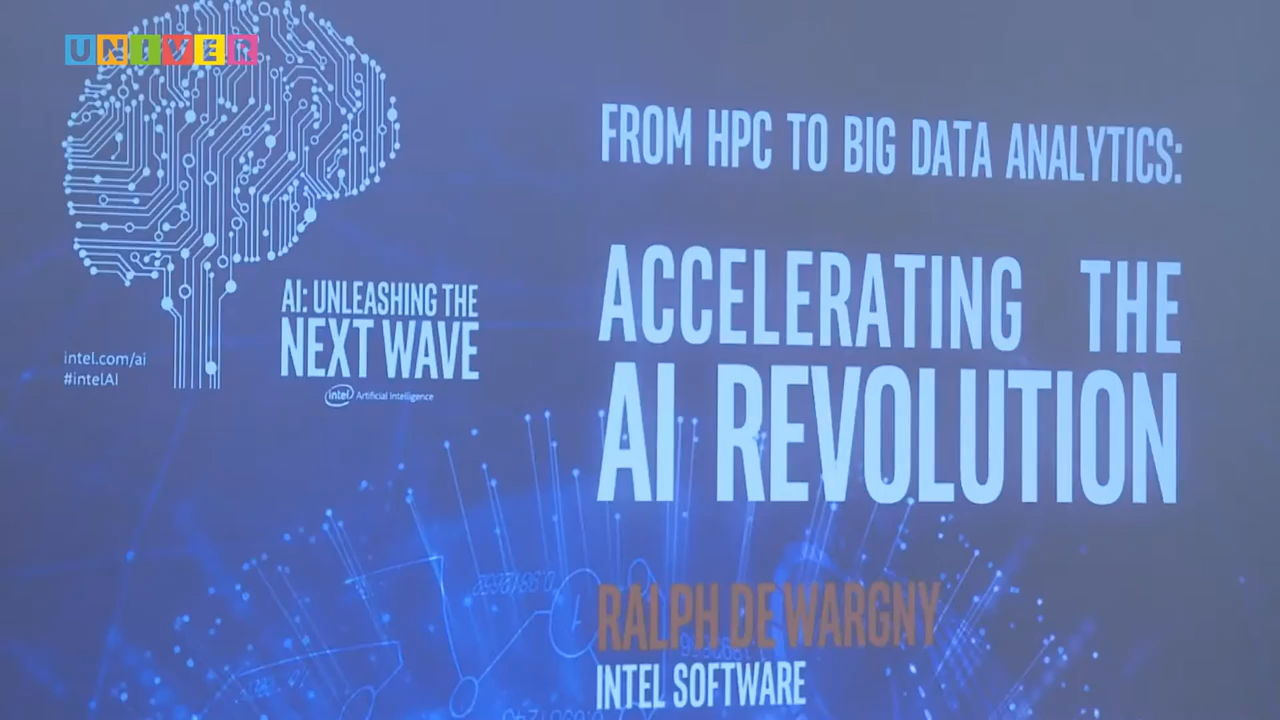 UNIVER
FROM HPC TO BIG DATA ANALYTICS:
ACCELERATING THE
AI REVOLUTION
AI: UNLEASHING THE
NEXT WAVE
intel.com/ai
#intelAI
intel Artificial Intelligence
RALPH DE WARGNY
INTEL SOFTWARE